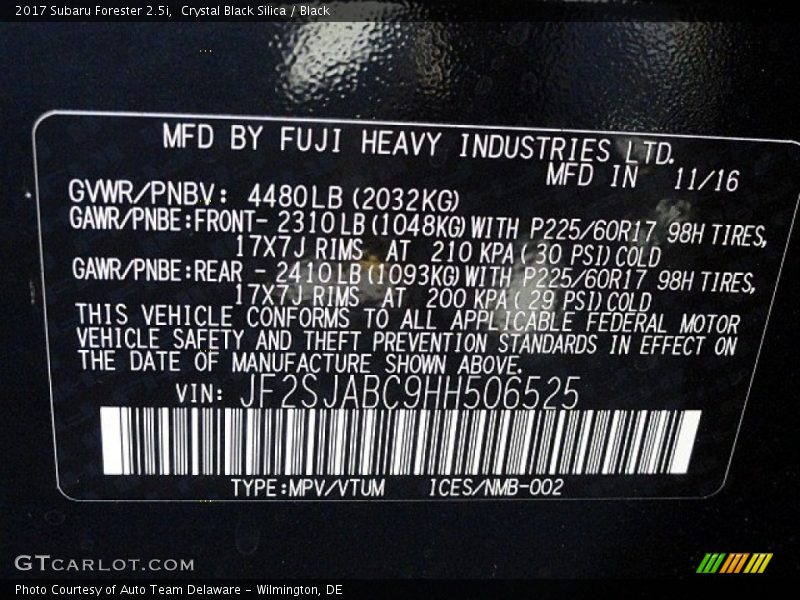 2017 Subaru Forester 2.5i,  Crystal Black Silica / Black
MFD BY FUJI HEAVY INDUSTRIES LTD.
MFD IN 11/16
GVWR/PNBV: 4480LB (2032KG)
GAWR/PNBE:FRONT- 2310LB (1048KG) WITH P225/60R17 98H TIRES,
17X7J RIMS AT 210 KPA ( 30 PSI) COLD
GAWR/PNBE:REAR - 2410LB (1093KG) WITH P225/60R17 98H TIRES,
17X7J RIMS AT 200 KPA ( 29 PSI) COLD
THIS VEHICLE CONFORMS TO ALL APPLICABLE FEDERAL MOTOR
VEHICLE SAFETY AND THEFT PREVENTION STANDARDS IN EFFECT ON
THE DATE OF MANUFACTURE SHOWN ABOVE.
VIN: JF2SJABC9HH506525
TYPE:MPV/VTUM ICES/NMB-002
GTCARLOT.COM
Photo Courtesy of Auto Team Delaware - Wilmington, DE